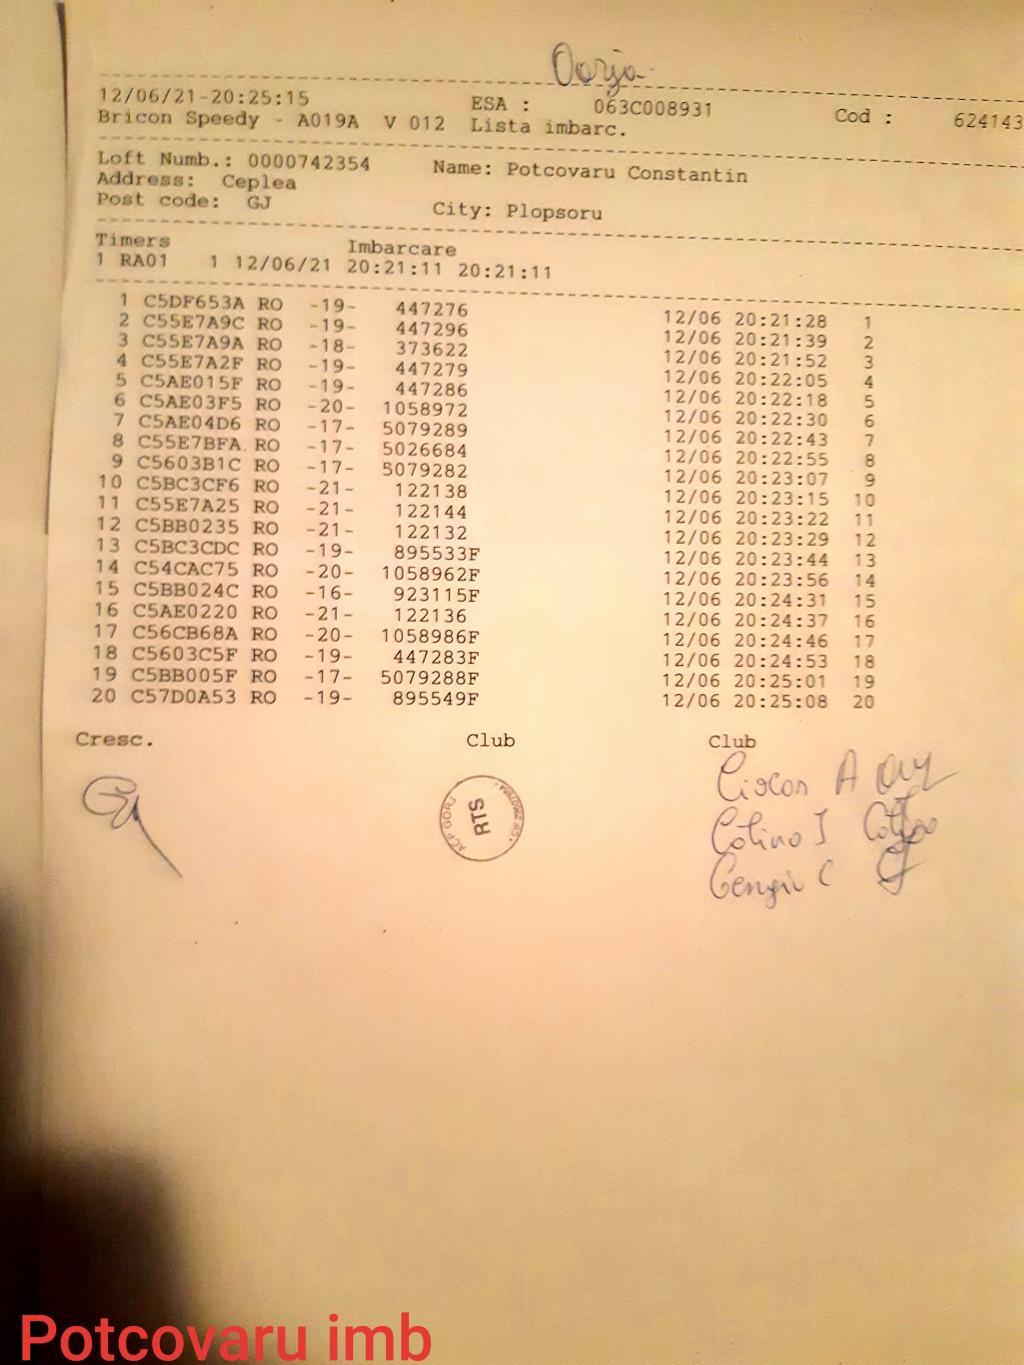 Oarja
12/06/21-20:25:15 ESA : 063C008931 Cod : 624143
Bricon Speedy - A019A V 012 Lista imbarc.
Loft Numb.: 0000742354 Name: Potcovaru Constantin
Address: Ceplea
Post code: GJ City: Plopsoru
Timers Imbarcare
1 RA01 1 12/06/21 20:21:11 20:21:11
1 C5DF653A RO -19- 447276 12/06 20:21:28 1
2 C55E7A9C RO -19- 447296 12/06 20:21:39 2
3 C55E7A9A RO -18- 373622 12/06 20:21:52 3
4 C55E7A2F RO -19- 447279 12/06 20:22:05 4
5 C5AE015F RO -19- 447286 12/06 20:22:18 5
6 C5AE03F5 RO -20- 1058972 12/06 20:22:30 6
7 C5AE04D6 RO -17- 5079289 12/06 20:22:43 7
8 C55E7BFA RO -17- 5026684 12/06 20:22:55 8
9 C5603B1C RO -17- 5079282 12/06 20:23:07 9
10 C5BC3CF6 RO -21- 122138 12/06 20:23:15 10
11 C55E7A25 RO -21- 122144 12/06 20:23:22 11
12 C5BB0235 RO -21- 122132 12/06 20:23:29 12
13 C5BC3CDC RO -19- 895533F 12/06 20:23:44 13
14 C54CAC75 RO -20- 1058962F 12/06 20:23:56 14
15 C5BB024C RO -16- 923115F 12/06 20:24:31 15
16 C5AE0220 RO -21- 122136 12/06 20:24:37 16
17 C56CB68A RO -20- 1058986F 12/06 20:24:46 17
18 C5603C5F RO -19- 447283F 12/06 20:24:53 18
19 C5BB005F RO -17- 5079288F 12/06 20:25:01 19
20 C57D0A53 RO -19- 895549F 12/06 20:25:08 20
Cresc. Club Club
ACP GORJ
RTS
Potcovaru imb